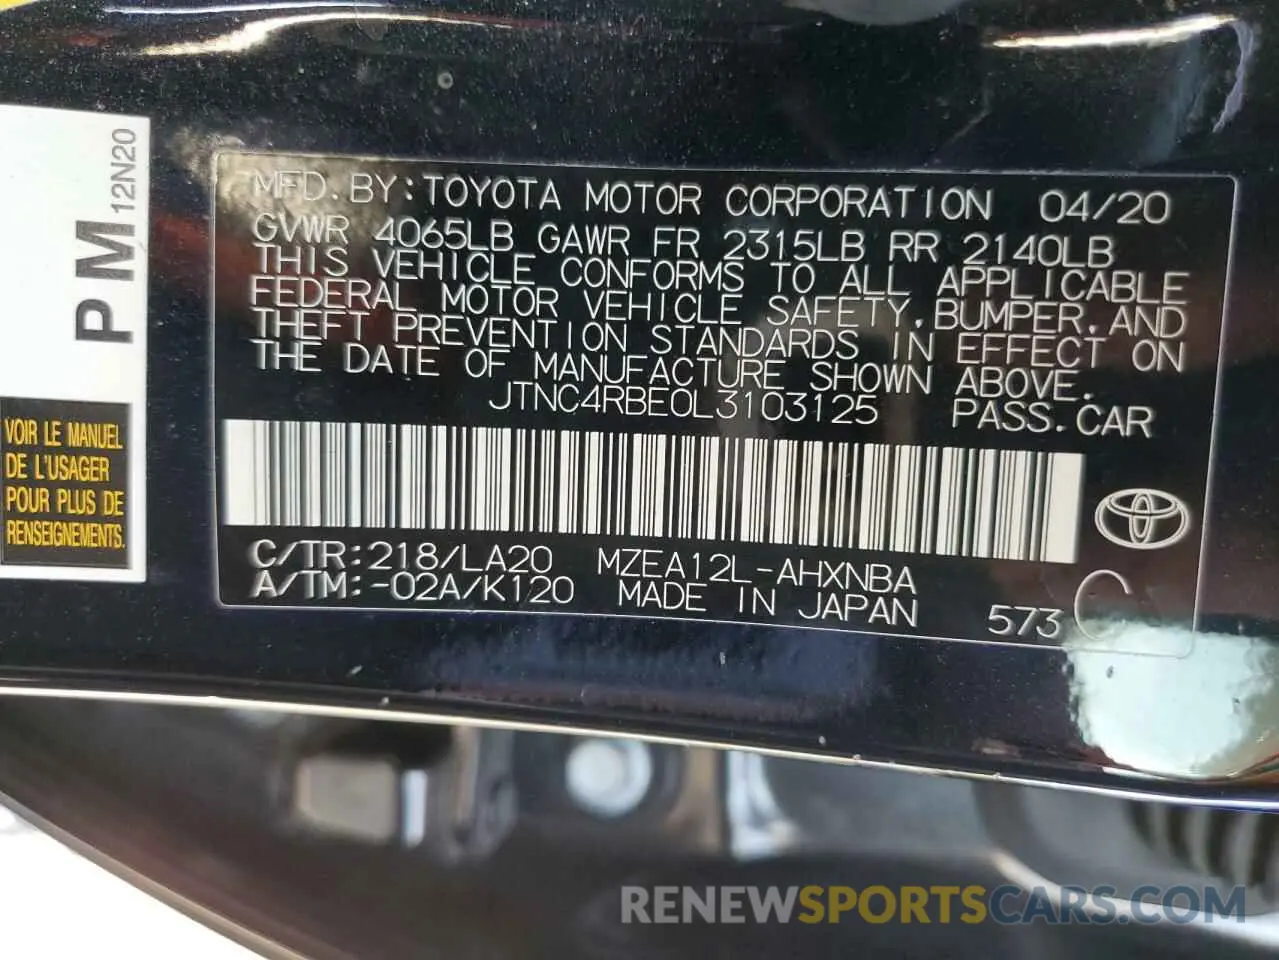 PM 12N20
VOIR LE MANUEL
DE L'USAGER
POUR PLUS DE
RENSEIGNEMENTS.
MFD. BY: TOYOTA MOTOR CORPORATION 04/20
GVWR 4065LB GAWR FR 2315LB RR 2140LB
THIS VEHICLE CONFORMS TO ALL APPLICABLE
FEDERAL MOTOR VEHICLE SAFETY, BUMPER, AND
THEFT PREVENTION STANDARDS IN EFFECT ON
THE DATE OF MANUFACTURE SHOWN ABOVE.
JTNC4RBE0L3103125 PASS. CAR
C/TR: 218/LA20 MZEA12L-AHXNBA
A/TM: -02A/K120 MADE IN JAPAN 573 C
RENEWSPORTSCARS.COM